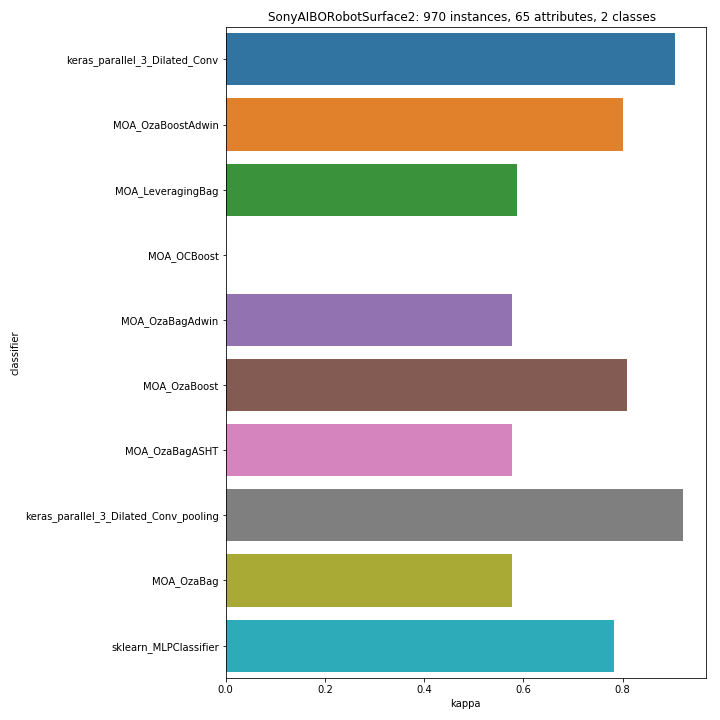 SonyAIBORobotSurface2: 970 instances, 65 attributes, 2 classes
classifier
keras_parallel_3_Dilated_Conv
MOA_OzaBoostAdwin
MOA_LeveragingBag
MOA_OCBoost
MOA_OzaBagAdwin
MOA_OzaBoost
MOA_OzaBagASHT
keras_parallel_3_Dilated_Conv_pooling
MOA_OzaBag
sklearn_MLPClassifier
0.0 0.2 0.4 0.6 0.8
kappa